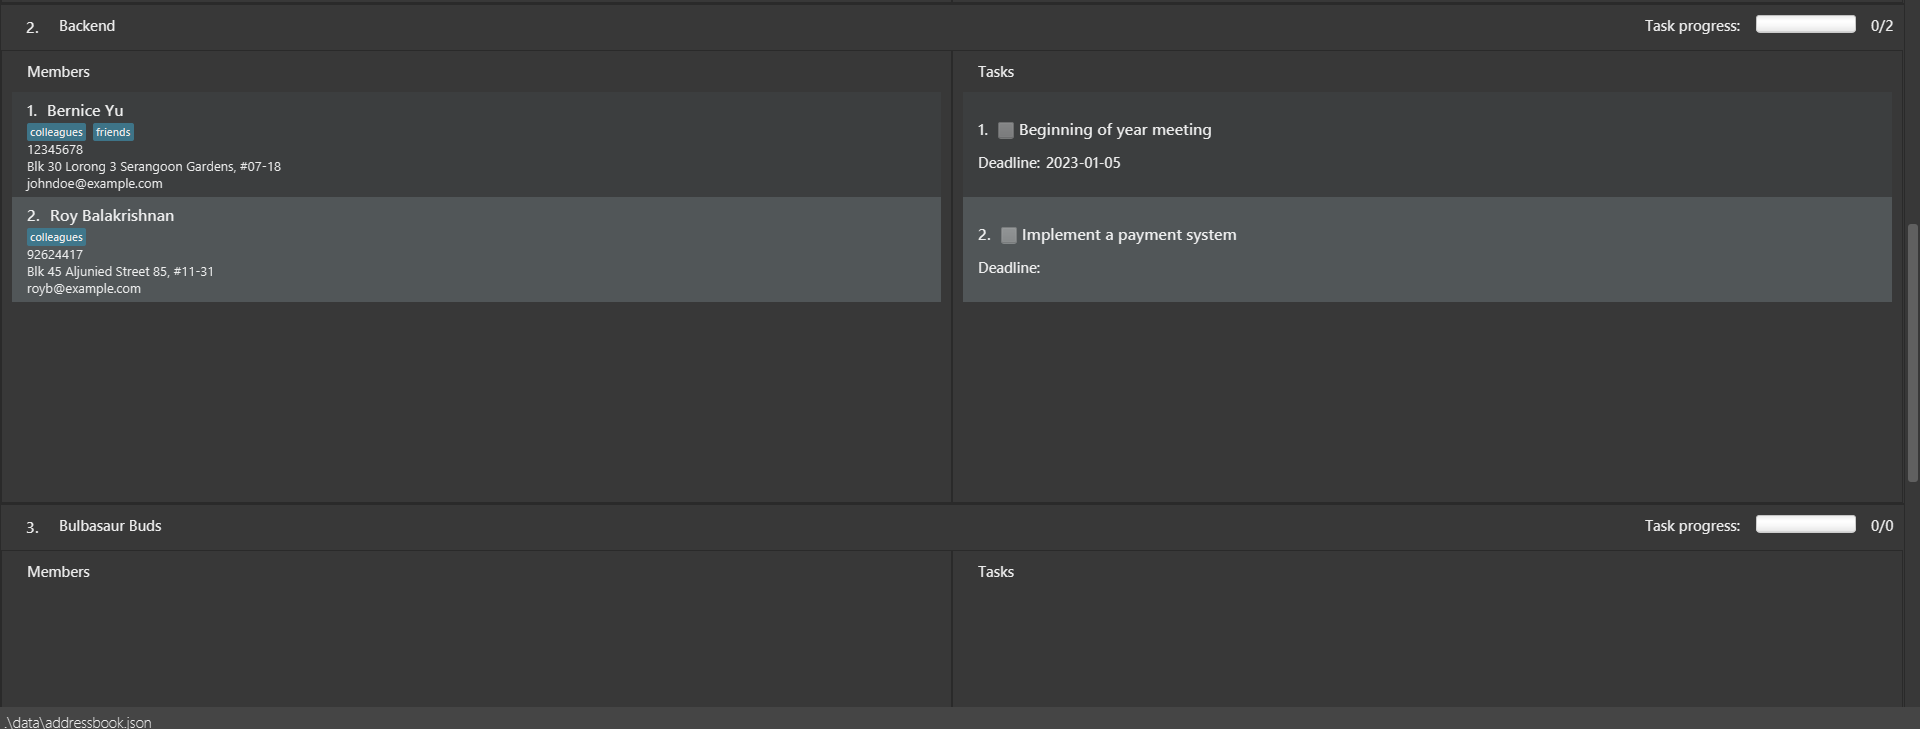 2. Backend Task progress: 0/2
Members
1. Bernice Yu
colleagues friends
12345678
Blk 30 Lorong 3 Serangoon Gardens, #07-18
johndoe@example.com
2. Roy Balakrishnan
colleagues
92624417
Blk 45 Aljunied Street 85, #11-31
royb@example.com
Tasks
1. Beginning of year meeting
Deadline: 2023-01-05
2. Implement a payment system
Deadline:
3. Bulbasaur Buds Task progress: 0/0
Members
Tasks
.\data\addressbook.json